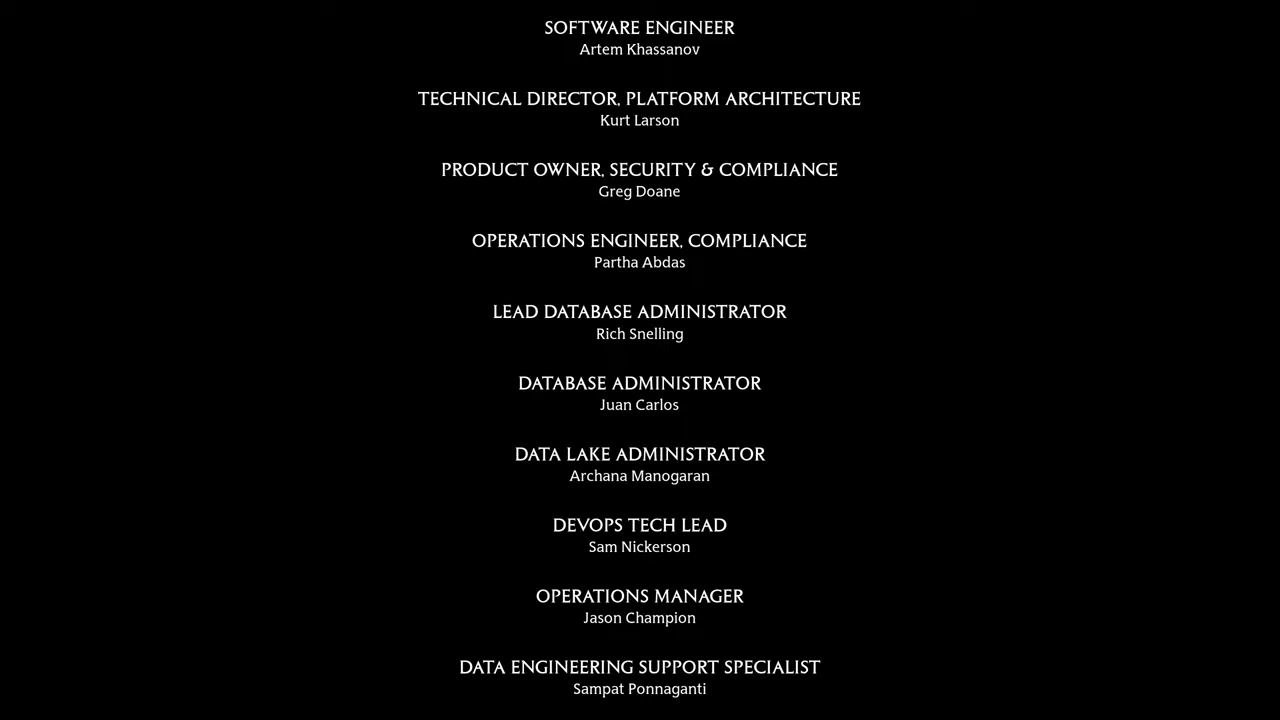 SOFTWARE ENGINEER
Artem Khassanov
TECHNICAL DIRECTOR, PLATFORM ARCHITECTURE
Kurt Larson
PRODUCT OWNER, SECURITY & COMPLIANCE
Greg Doane
OPERATIONS ENGINEER, COMPLIANCE
Partha Abdas
LEAD DATABASE ADMINISTRATOR
Rich Snelling
DATABASE ADMINISTRATOR
Juan Carlos
DATA LAKE ADMINISTRATOR
Archana Manogaran
DEVOPS TECH LEAD
Sam Nickerson
OPERATIONS MANAGER
Jason Champion
DATA ENGINEERING SUPPORT SPECIALIST
Sampat Ponnaganti